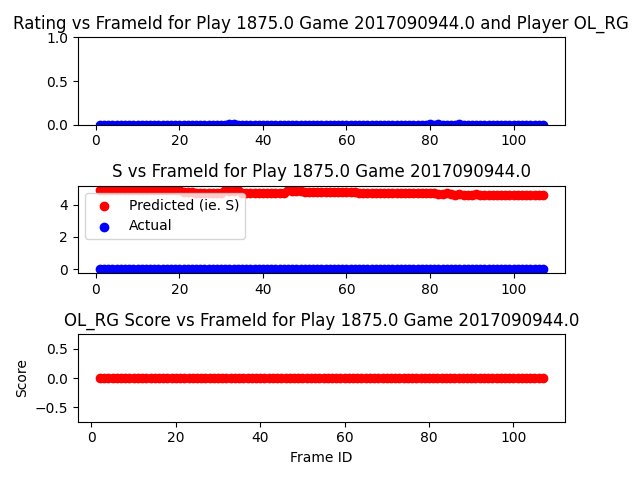 Rating vs FrameId for Play 1875.0 Game 2017090944.0 and Player OL_RG
1.0
0.5
0.0
0 20 40 60 80 100
S vs FrameId for Play 1875.0 Game 2017090944.0
4
2
0
Predicted (ie. S)
Actual
0 20 40 60 80 100
OL_RG Score vs FrameId for Play 1875.0 Game 2017090944.0
Score
0.5
0.0
−0.5
0 20 40 60 80 100
Frame ID